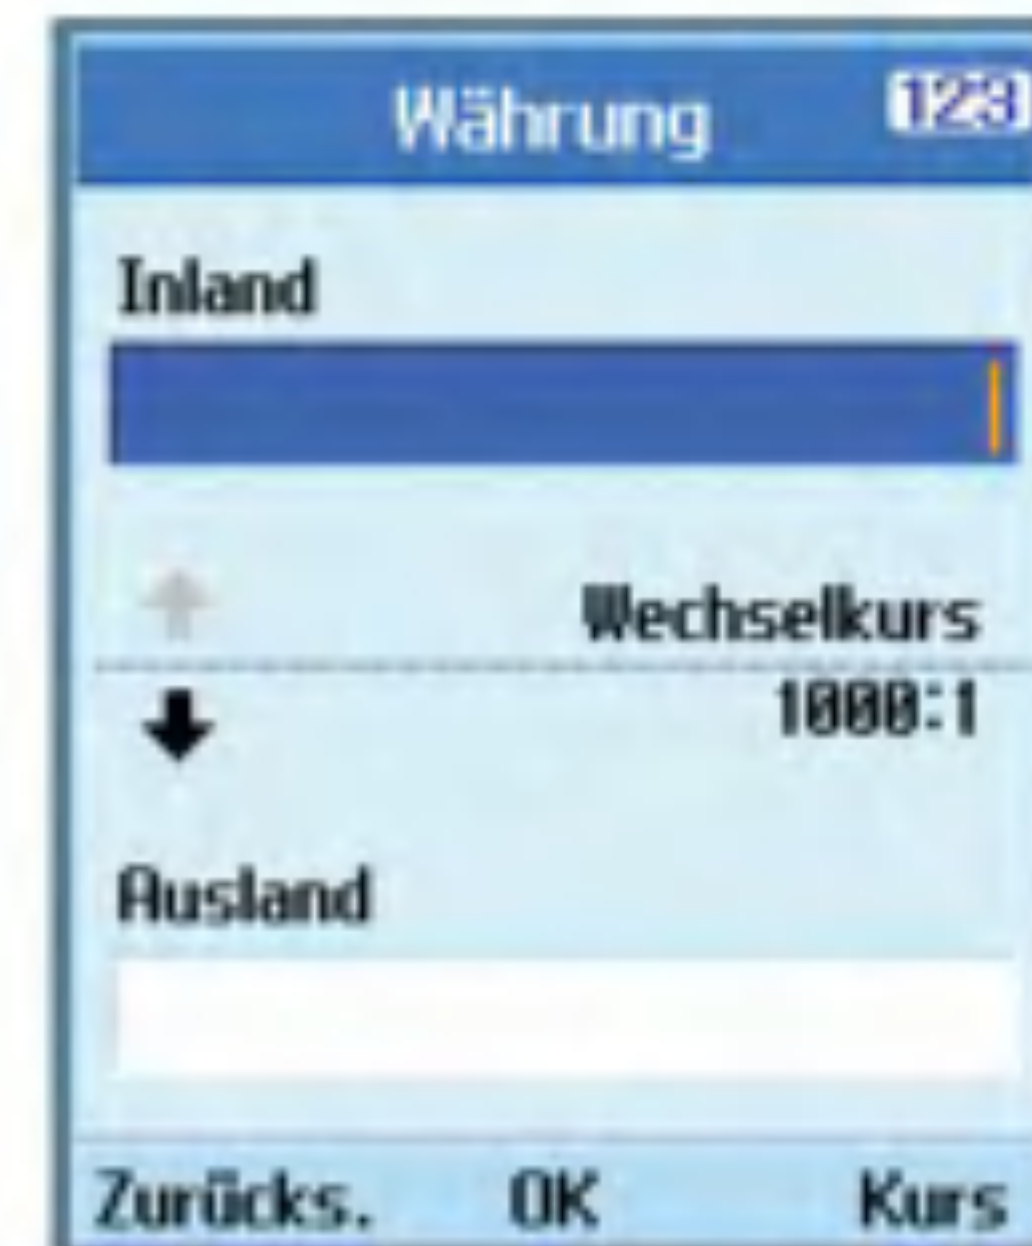 Währung 123
Inland
Wechselkurs
1000:1
Ausland
Zurücks. OK Kurs